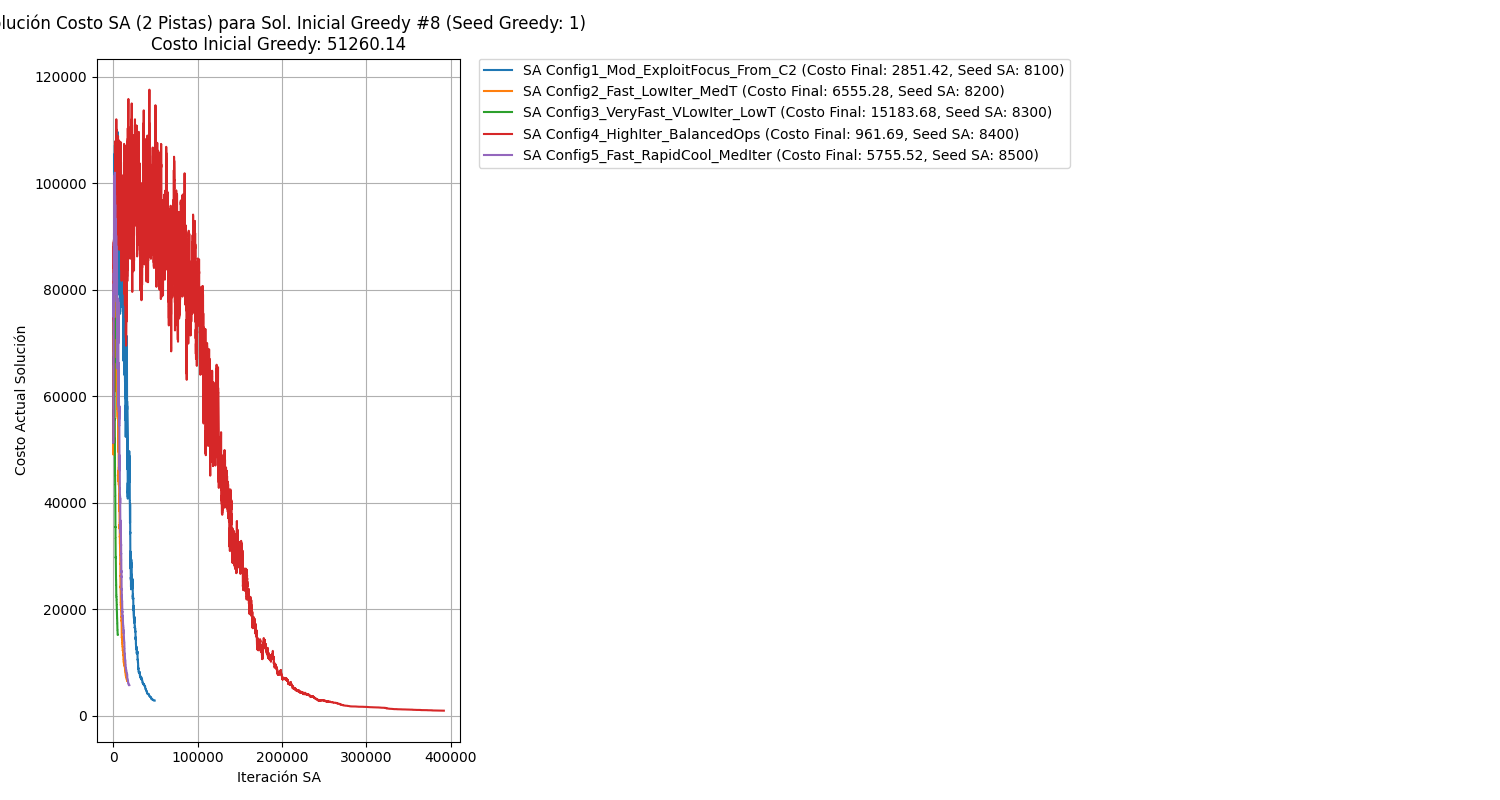 lución Costo SA (2 Pistas) para Sol. Inicial Greedy #8 (Seed Greedy: 1)
Costo Inicial Greedy: 51260.14
SA Config1_Mod_ExploitFocus_From_C2 (Costo Final: 2851.42, Seed SA: 8100)
SA Config2_Fast_LowIter_MedT (Costo Final: 6555.28, Seed SA: 8200)
SA Config3_VeryFast_VLowIter_LowT (Costo Final: 15183.68, Seed SA: 8300)
SA Config4_HighIter_BalancedOps (Costo Final: 961.69, Seed SA: 8400)
SA Config5_Fast_RapidCool_MedIter (Costo Final: 5755.52, Seed SA: 8500)
Costo Actual Solución
120000
100000
80000
60000
40000
20000
0
0 100000 200000 300000 400000
Iteración SA